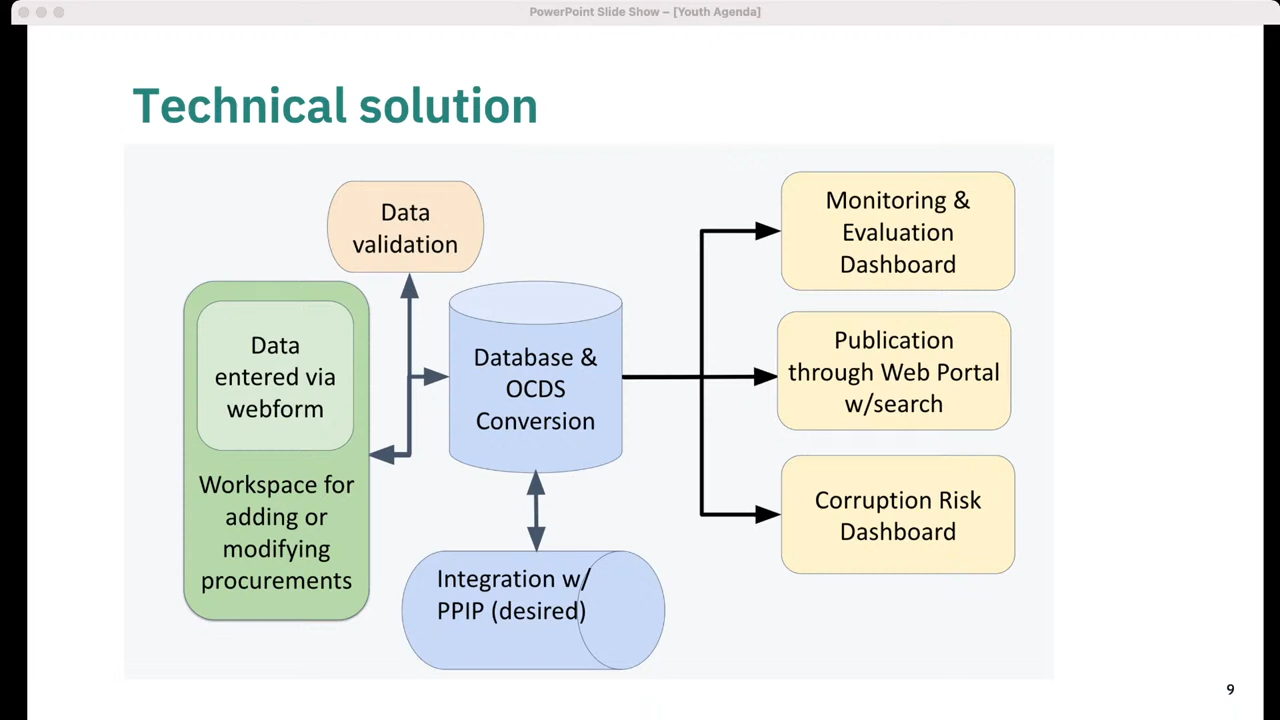 PowerPoint Slide Show – [Youth Agenda]
Technical solution
Data
validation
Data
entered via
webform
Workspace for
adding or
modifying
procurements
Database &
OCDS
Conversion
Integration w/
PPIP (desired)
Monitoring &
Evaluation
Dashboard
Publication
through Web Portal
w/search
Corruption Risk
Dashboard
9